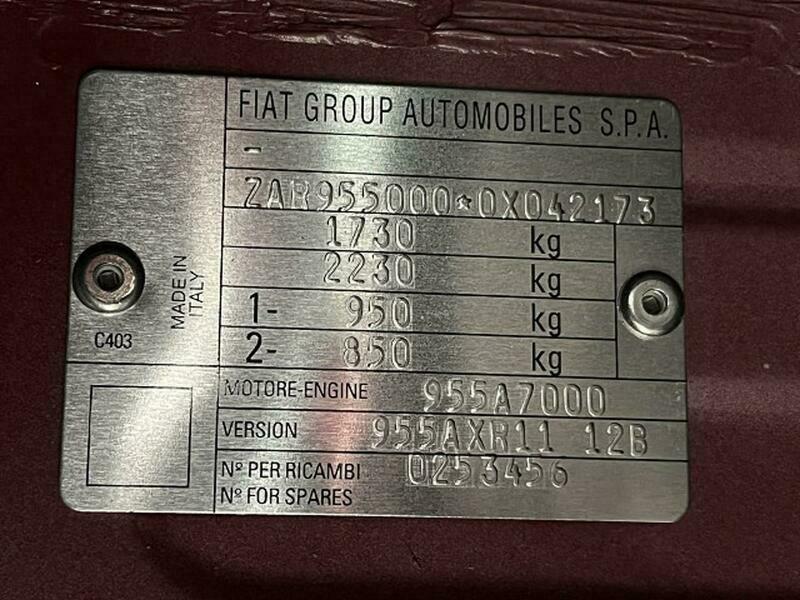 FIAT GROUP AUTOMOBILES S.P.A.
-
ZAR955000*0X042173
1730 kg
2230 kg
1- 950 kg
2- 850 kg
MADE IN
ITALY
C403
MOTORE-ENGINE 955A7000
VERSION 955AXR11 12B
Nº PER RICAMBI 0253456
Nº FOR SPARES